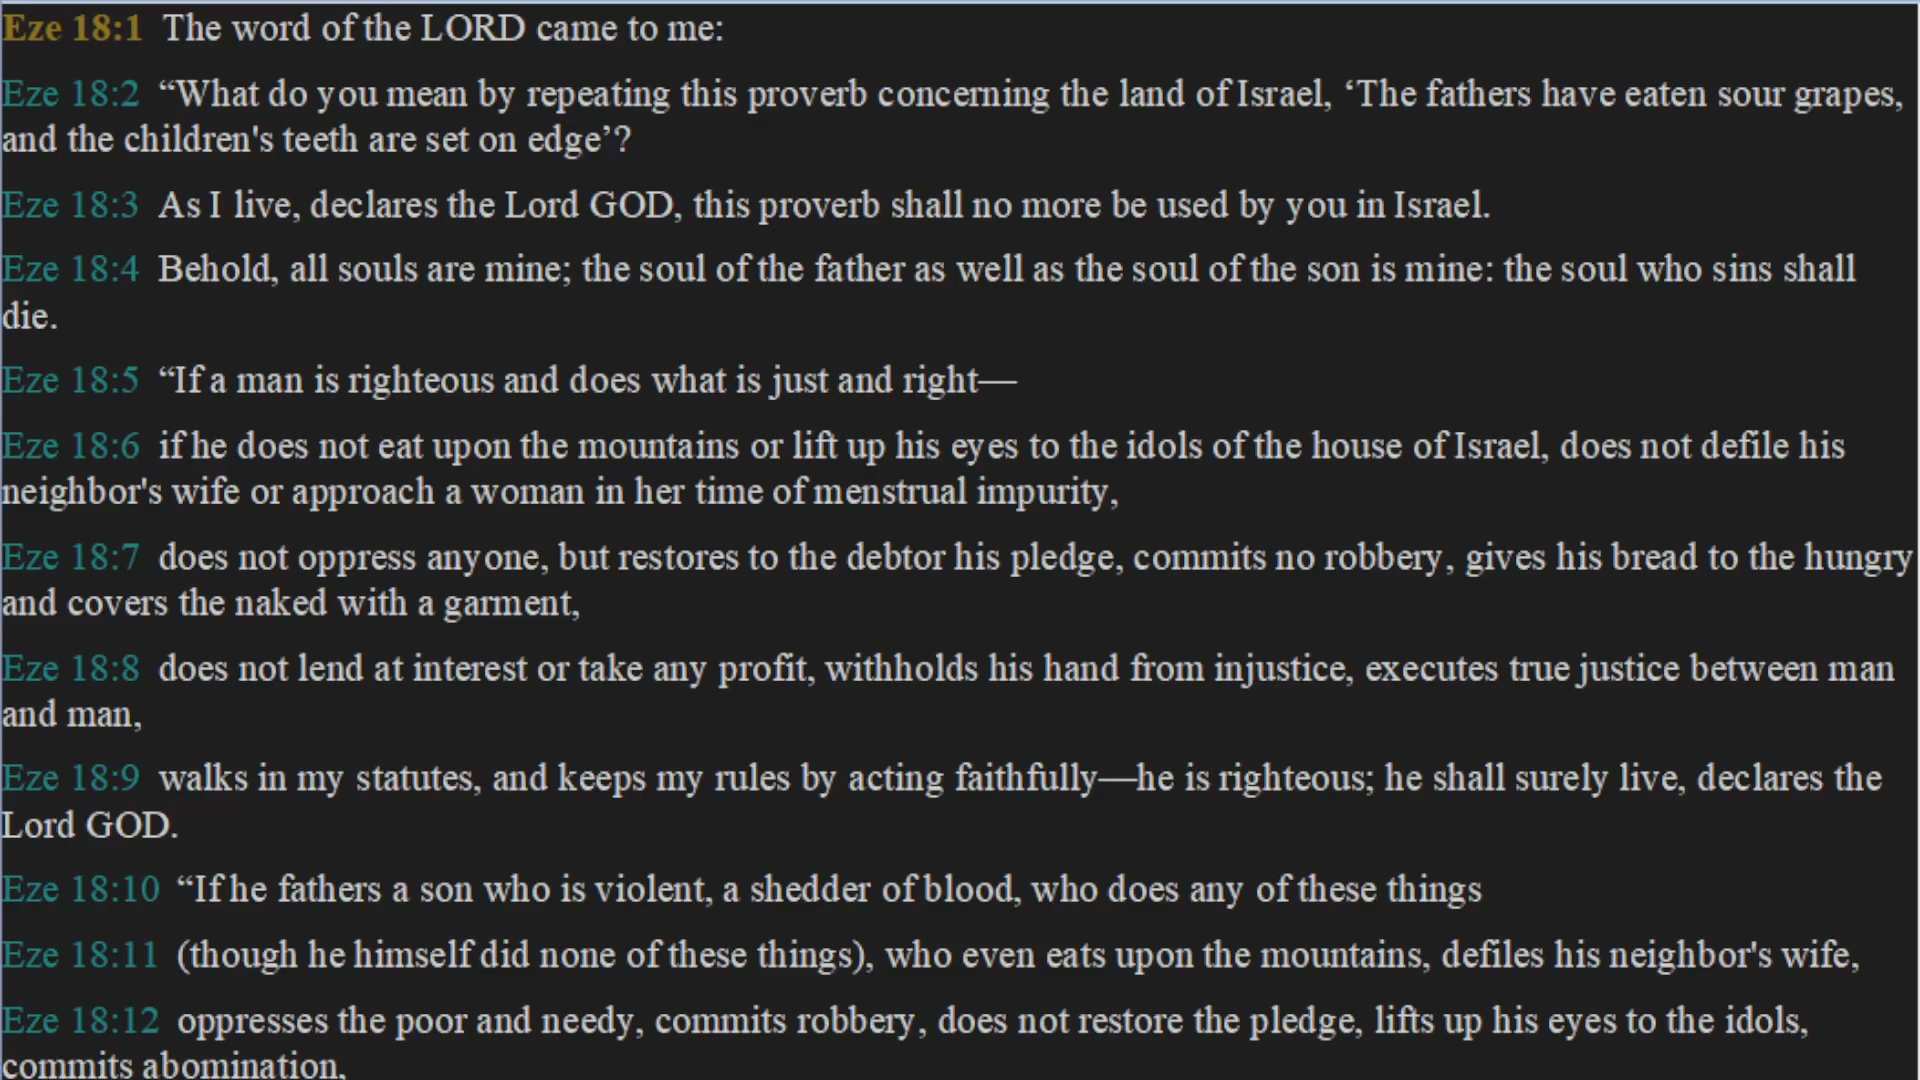 Eze 18:1 The word of the LORD came to me:
Eze 18:2 “What do you mean by repeating this proverb concerning the land of Israel, ‘The fathers have eaten sour grapes,
and the children's teeth are set on edge’?
Eze 18:3 As I live, declares the Lord GOD, this proverb shall no more be used by you in Israel.
Eze 18:4 Behold, all souls are mine; the soul of the father as well as the soul of the son is mine: the soul who sins shall
die.
Eze 18:5 “If a man is righteous and does what is just and right—
Eze 18:6 if he does not eat upon the mountains or lift up his eyes to the idols of the house of Israel, does not defile his
neighbor's wife or approach a woman in her time of menstrual impurity,
Eze 18:7 does not oppress anyone, but restores to the debtor his pledge, commits no robbery, gives his bread to the hungry
and covers the naked with a garment,
Eze 18:8 does not lend at interest or take any profit, withholds his hand from injustice, executes true justice between man
and man,
Eze 18:9 walks in my statutes, and keeps my rules by acting faithfully—he is righteous; he shall surely live, declares the
Lord GOD.
Eze 18:10 “If he fathers a son who is violent, a shedder of blood, who does any of these things
Eze 18:11 (though he himself did none of these things), who even eats upon the mountains, defiles his neighbor's wife,
Eze 18:12 oppresses the poor and needy, commits robbery, does not restore the pledge, lifts up his eyes to the idols,
commits abomination,